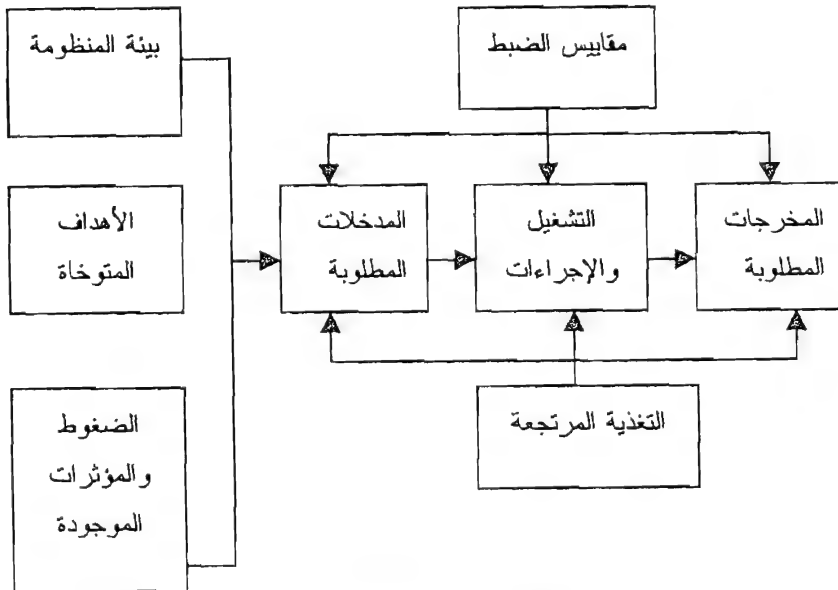 بيئة المنظومة
مقاييس الضبط
الأهداف
المتوخاة
المدخلات
المطلوبة
التشغيل
والإجراءات
المخرجات
المطلوبة
الضغوط
والمؤثرات
الموجودة
التغذية المرتجعة